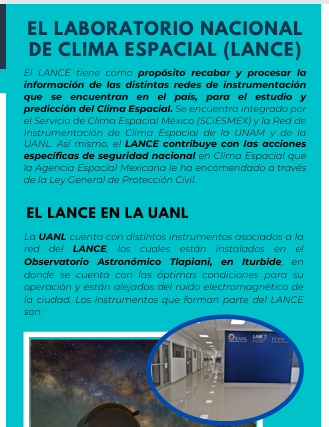 EL LABORATORIO NACIONAL
DE CLIMA ESPACIAL (LANCE)
El LANCE tiene como propósito recabar y procesar la
información de las distintas redes de instrumentación
que se encuentran en el país, para el estudio y
predicción del Clima Espacial. Se encuentra integrado por
el Servicio de Clima Espacial México (SCIESMEX) y la Red de
Instrumentación de Clima Espacial de la UNAM y de la
UANL. Así mismo, el LANCE contribuye con las acciones
específicas de seguridad nacional en Clima Espacial que
la Agencia Espacial Mexicana le ha encomendado a través
de la Ley General de Protección Civil.
EL LANCE EN LA UANL
La UANL cuenta con distintos instrumentos asociados a la
red del LANCE, los cuales están instalados en el
Observatorio Astronómico Tlapiani, en Iturbide, en
donde se cuenta con las óptimas condiciones para su
operación y están alejados del ruido electromagnético de
la ciudad. Los instrumentos que forman parte del LANCE
son:
UANL LANCE